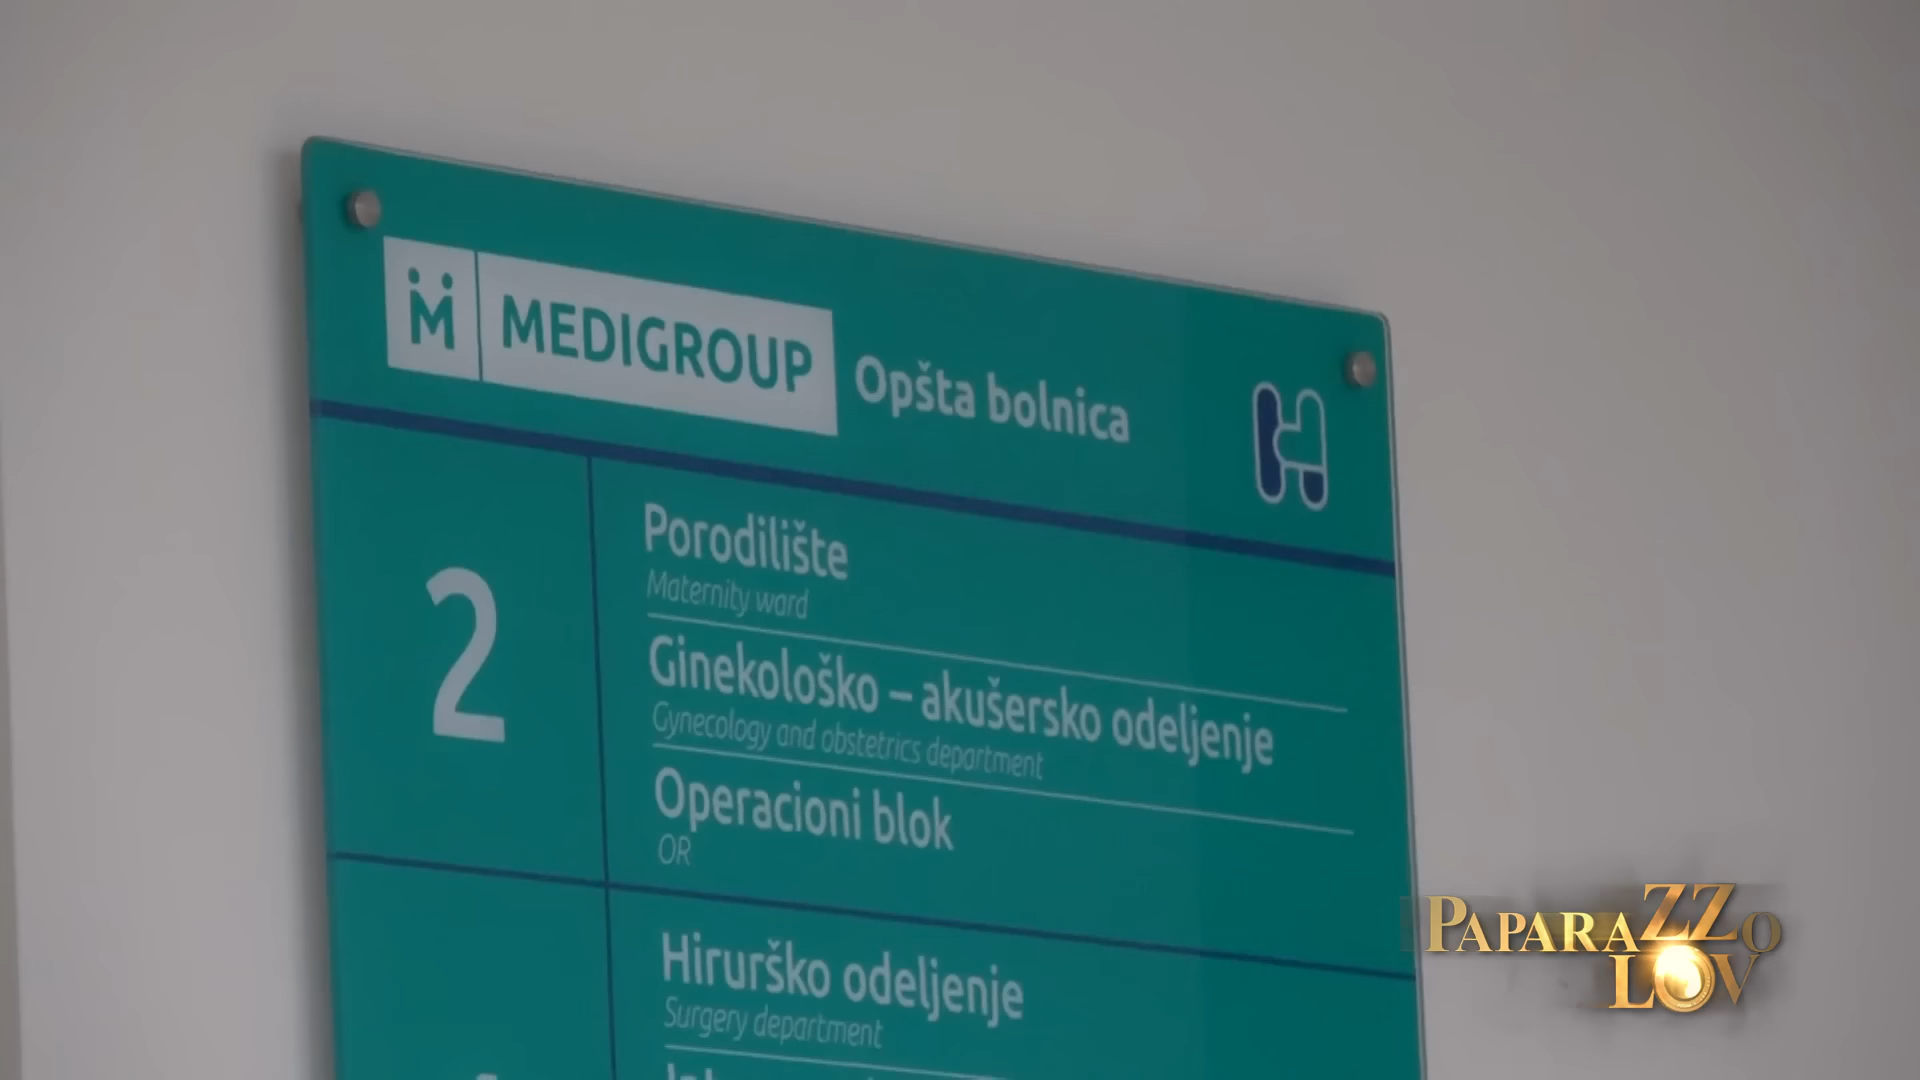 M MEDIGROUP Opšta bolnica
2
Porodilište
Maternity ward
Ginekološko – akušersko odeljenje
Gynecology and obstetrics department
Operacioni blok
OR
Hirurško odeljenje
Surgery department
PAPARAZZO
LOV